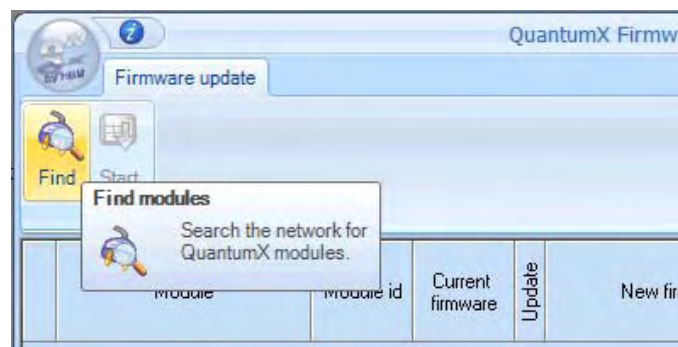 QuantumX Firmw
by HBM
Firmware update
Find
Start
Find modules
Search the network for
QuantumX modules.
Module
Module id
Current
firmware
Update
New fir